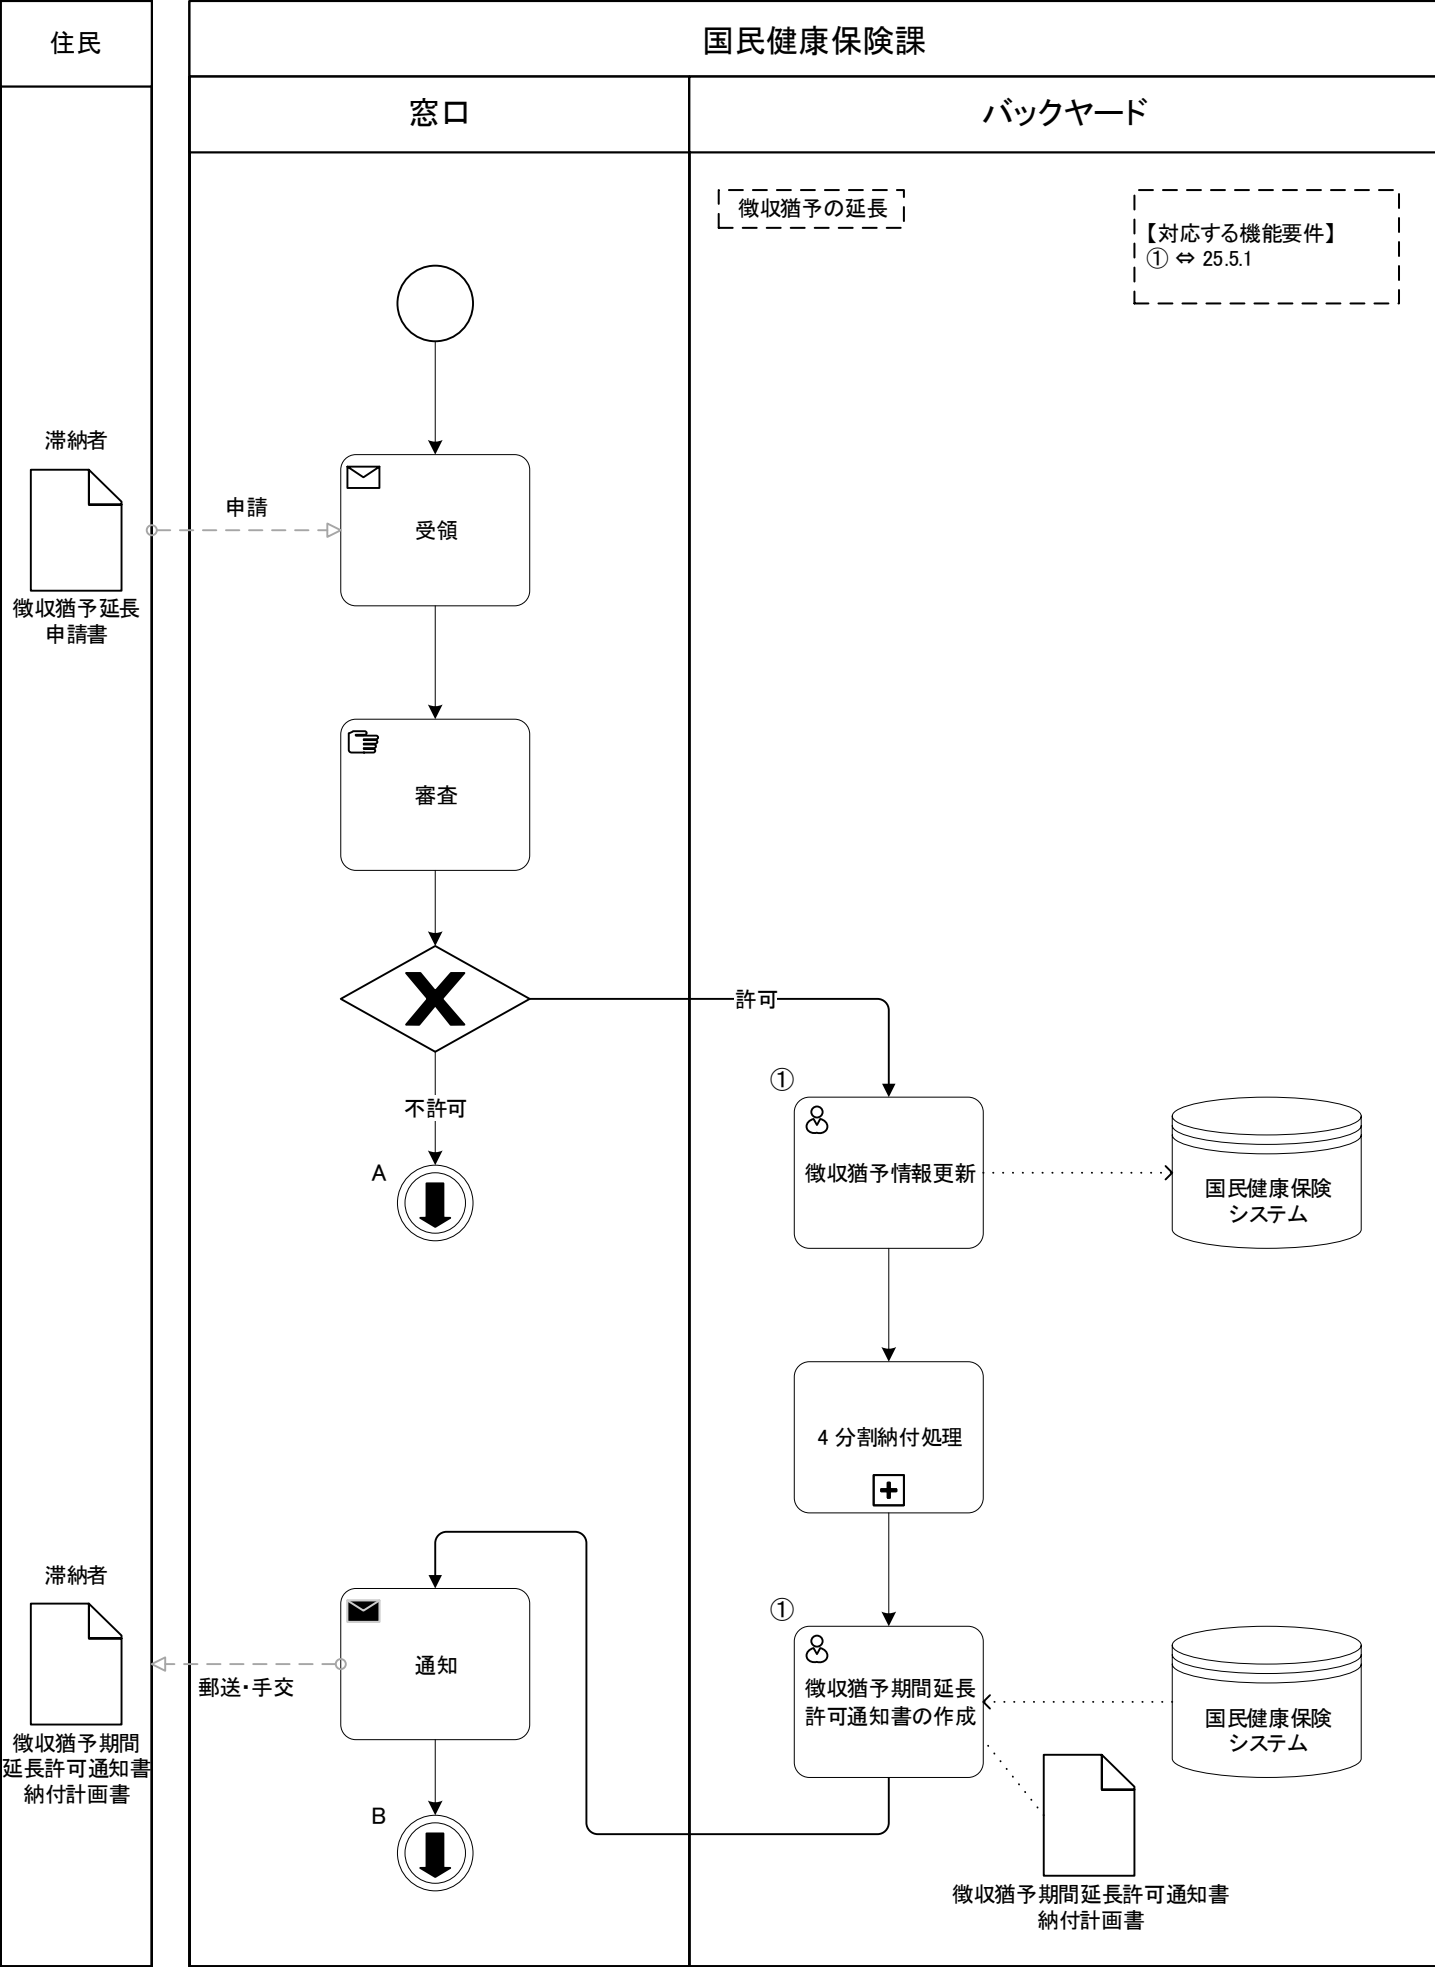 住民
国民健康保険課
窓口
バックヤード
徴収猶予の延長
【対応する機能要件】
① ⇔ 25.5.1
滞納者
申請
受領
徴収猶予延長
申請書
審査
許可
不許可
①
A
徴収猶予情報更新
国民健康保険
システム
4 分割納付処理
滞納者
通知
郵送・手交
①
徴収猶予期間延長
許可通知書の作成
国民健康保険
システム
徴収猶予期間
延長許可通知書
納付計画書
B
徴収猶予期間延長許可通知書
納付計画書